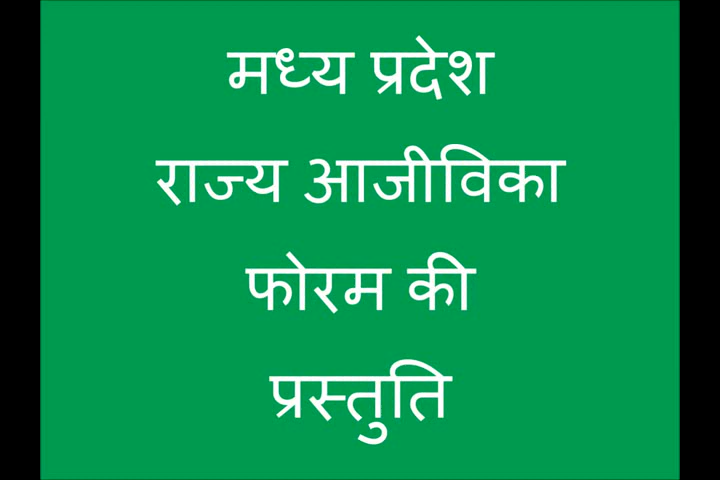 मध्य प्रदेश
राज्य आजीविका
फोरम की
प्रस्तुति